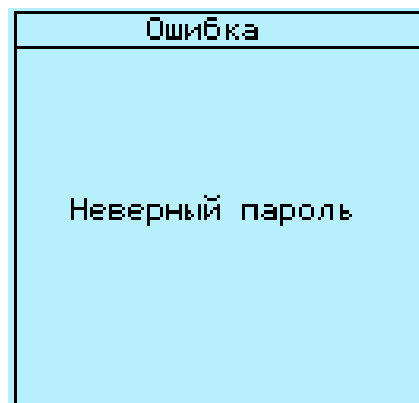 Ошибка
Неверный пароль